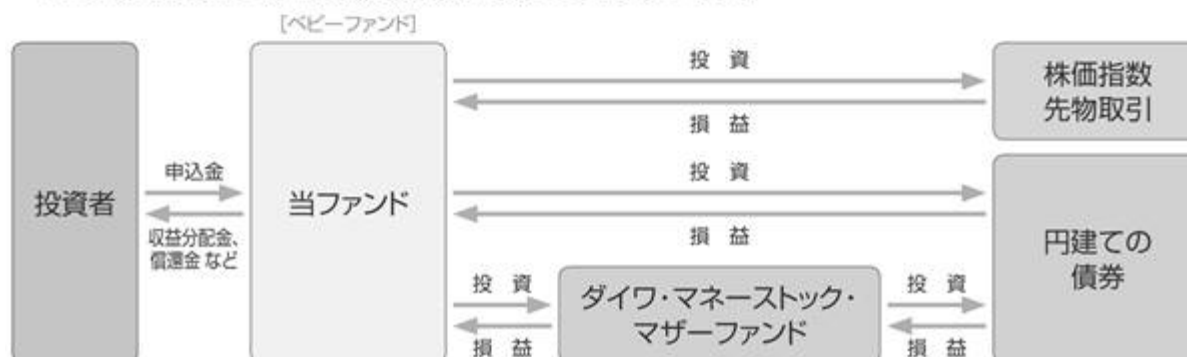 [ベビーファンド]
投資者
申込金
収益分配金、
償還金 など
当ファンド
投 資
損 益
株価指数
先物取引
投 資
損 益
円建ての
債券
投 資
損 益
ダイワ・マネーストック・
マザーファンド
投 資
損 益